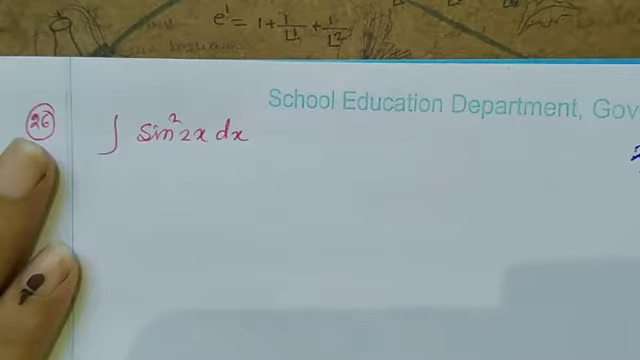 e¹ = 1 + 1/∟1 + 1/∟2
School Education Department, Gov
26 ∫ Sin²2x dx